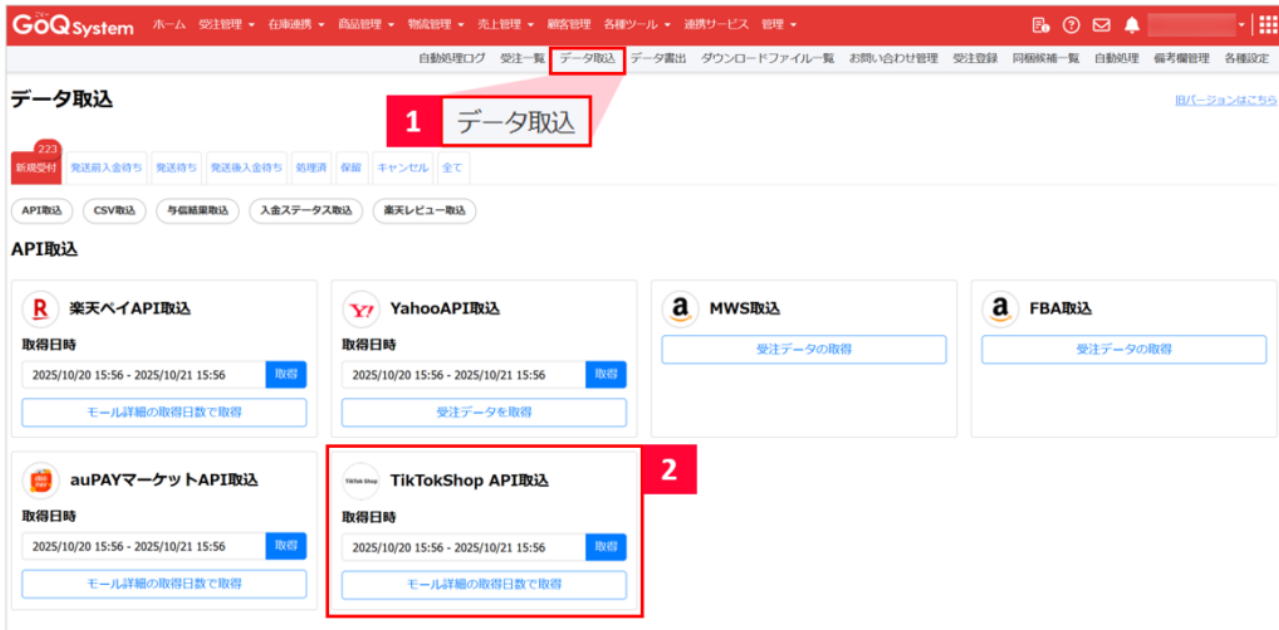 GoQSystem ホーム 受注管理 在庫連携 商品管理 物流管理 売上管理 顧客管理 各種ツール 連携サービス 管理
自動処理ログ 受注一覧 データ取込 データ書出 ダウンロードファイル一覧 お問い合わせ管理 受注登録 同梱候補一覧 自動処理 備考欄管理 各種設定
データ取込
旧バージョンはこちら
1 データ取込
223
新規受付 発送前入金待ち 発送待ち 発送後入金待ち 処理済 保留 キャンセル 全て
API取込 CSV取込 与信結果取込 入金ステータス取込 楽天レビュー取込
API取込
R 楽天ペイAPI取込
取得日時
2025/10/20 15:56 - 2025/10/21 15:56 取得
モール詳細の取得日数で取得
Y! YahooAPI取込
取得日時
2025/10/20 15:56 - 2025/10/21 15:56 取得
受注データを取得
a MWS取込
受注データの取得
a FBA取込
受注データの取得
auPAYマーケットAPI取込
取得日時
2025/10/20 15:56 - 2025/10/21 15:56 取得
モール詳細の取得日数で取得
TikTok Shop TikTokShop API取込
取得日時
2025/10/20 15:56 - 2025/10/21 15:56 取得
モール詳細の取得日数で取得
2